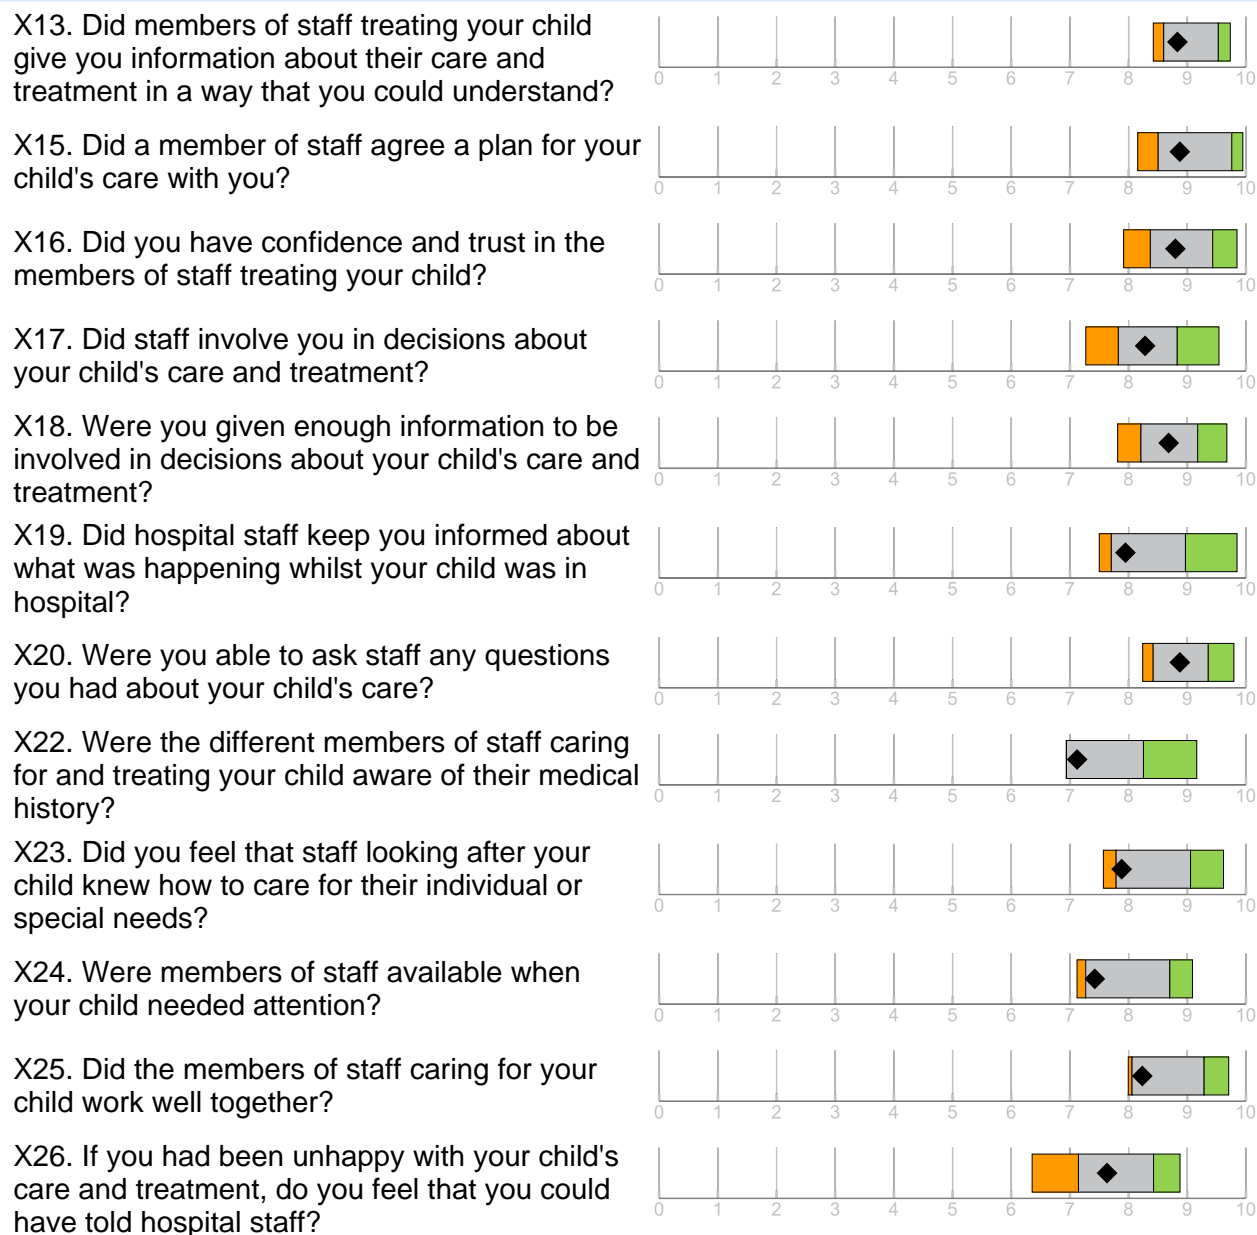 X13. Did members of staff treating your child
give you information about their care and
treatment in a way that you could understand?
0 1 2 3 4 5 6 7 8 9 10
X15. Did a member of staff agree a plan for your
child's care with you?
0 1 2 3 4 5 6 7 8 9 10
X16. Did you have confidence and trust in the
members of staff treating your child?
0 1 2 3 4 5 6 7 8 9 10
X17. Did staff involve you in decisions about
your child's care and treatment?
0 1 2 3 4 5 6 7 8 9 10
X18. Were you given enough information to be
involved in decisions about your child's care and
treatment?
0 1 2 3 4 5 6 7 8 9 10
X19. Did hospital staff keep you informed about
what was happening whilst your child was in
hospital?
0 1 2 3 4 5 6 7 8 9 10
X20. Were you able to ask staff any questions
you had about your child's care?
0 1 2 3 4 5 6 7 8 9 10
X22. Were the different members of staff caring
for and treating your child aware of their medical
history?
0 1 2 3 4 5 6 7 8 9 10
X23. Did you feel that staff looking after your
child knew how to care for their individual or
special needs?
0 1 2 3 4 5 6 7 8 9 10
X24. Were members of staff available when
your child needed attention?
0 1 2 3 4 5 6 7 8 9 10
X25. Did the members of staff caring for your
child work well together?
0 1 2 3 4 5 6 7 8 9 10
X26. If you had been unhappy with your child's
care and treatment, do you feel that you could
have told hospital staff?
0 1 2 3 4 5 6 7 8 9 10